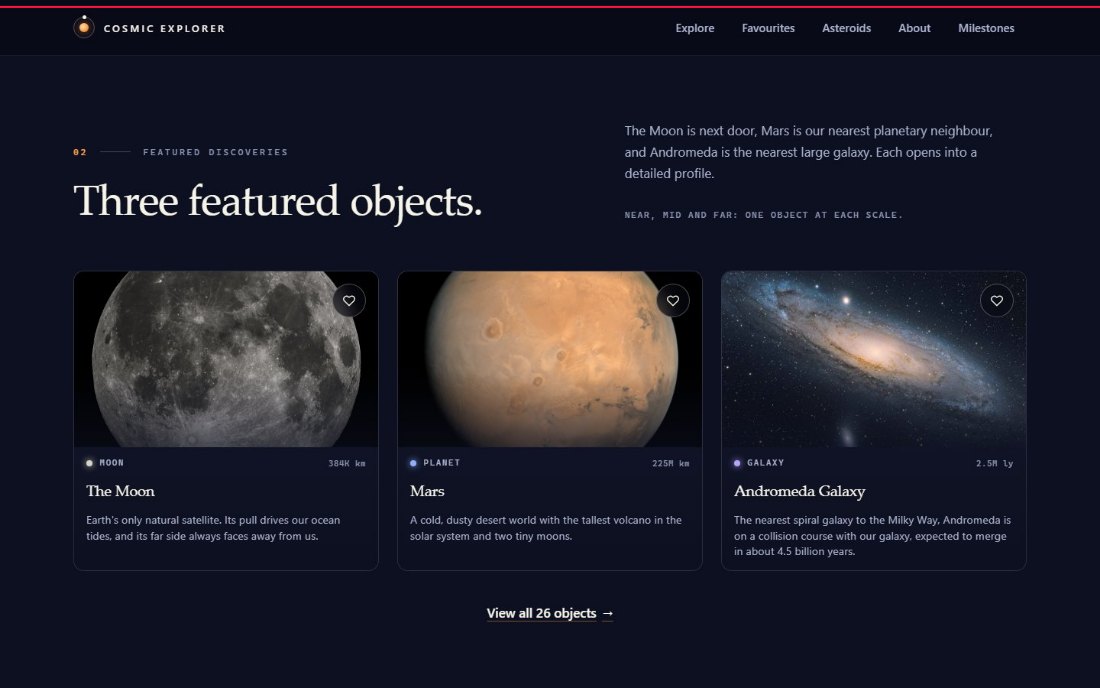 COSMIC EXPLORER
Explore
Favourites
Asteroids
About
Milestones
02
FEATURED DISCOVERIES
Three featured objects.
The Moon is next door, Mars is our nearest planetary neighbour,
and Andromeda is the nearest large galaxy. Each opens into a
detailed profile.
NEAR, MID AND FAR: ONE OBJECT AT EACH SCALE.
MOON
384K km
The Moon
Earth's only natural satellite. Its pull drives our ocean
tides, and its far side always faces away from us.
PLANET
225M km
Mars
A cold, dusty desert world with the tallest volcano in the
solar system and two tiny moons.
GALAXY
2.5M ly
Andromeda Galaxy
The nearest spiral galaxy to the Milky Way, Andromeda is
on a collision course with our galaxy, expected to merge
in about 4.5 billion years.
View all 26 objects →